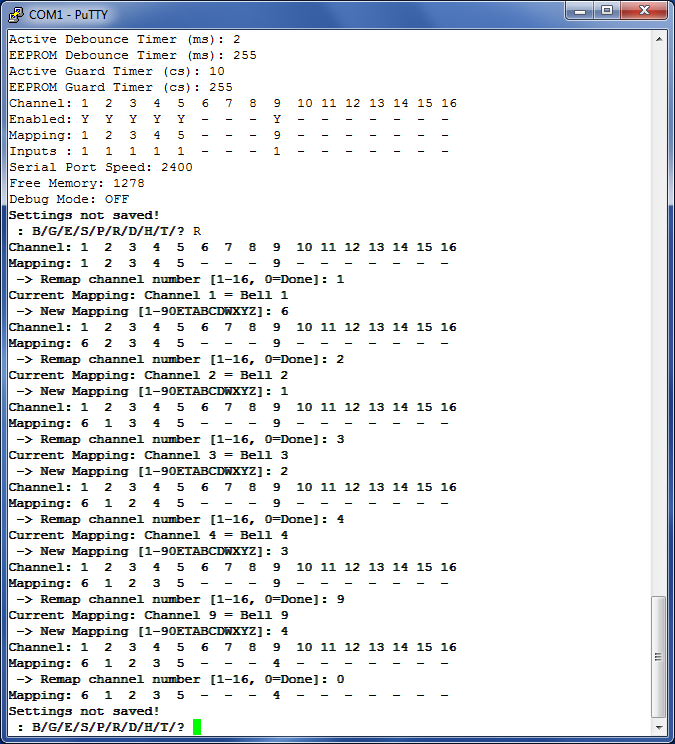 COM1 - PuTTY
Active Debounce Timer (ms): 2
EEPROM Debounce Timer (ms): 255
Active Guard Timer (cs): 10
EEPROM Guard Timer (cs): 255
Channel: 1  2  3  4  5  6  7  8  9  10 11 12 13 14 15 16
Enabled: Y  Y  Y  Y  Y  -  -  -  Y  -  -  -  -  -  -  -
Mapping: 1  2  3  4  5  -  -  -  9  -  -  -  -  -  -  -
Inputs : 1  1  1  1  1  -  -  -  1  -  -  -  -  -  -  -
Serial Port Speed: 2400
Free Memory: 1278
Debug Mode: OFF
Settings not saved!
 : B/G/E/S/P/R/D/H/T/? R
Channel: 1  2  3  4  5  6  7  8  9  10 11 12 13 14 15 16
Mapping: 1  2  3  4  5  -  -  -  9  -  -  -  -  -  -  -
 -> Remap channel number [1-16, 0=Done]: 1
Current Mapping: Channel 1 = Bell 1
 -> New Mapping [1-90ETABCDWXYZ]: 6
Channel: 1  2  3  4  5  6  7  8  9  10 11 12 13 14 15 16
Mapping: 6  2  3  4  5  -  -  -  9  -  -  -  -  -  -  -
 -> Remap channel number [1-16, 0=Done]: 2
Current Mapping: Channel 2 = Bell 2
 -> New Mapping [1-90ETABCDWXYZ]: 1
Channel: 1  2  3  4  5  6  7  8  9  10 11 12 13 14 15 16
Mapping: 6  1  3  4  5  -  -  -  9  -  -  -  -  -  -  -
 -> Remap channel number [1-16, 0=Done]: 3
Current Mapping: Channel 3 = Bell 3
 -> New Mapping [1-90ETABCDWXYZ]: 2
Channel: 1  2  3  4  5  6  7  8  9  10 11 12 13 14 15 16
Mapping: 6  1  2  4  5  -  -  -  9  -  -  -  -  -  -  -
 -> Remap channel number [1-16, 0=Done]: 4
Current Mapping: Channel 4 = Bell 4
 -> New Mapping [1-90ETABCDWXYZ]: 3
Channel: 1  2  3  4  5  6  7  8  9  10 11 12 13 14 15 16
Mapping: 6  1  2  3  5  -  -  -  9  -  -  -  -  -  -  -
 -> Remap channel number [1-16, 0=Done]: 9
Current Mapping: Channel 9 = Bell 9
 -> New Mapping [1-90ETABCDWXYZ]: 4
Channel: 1  2  3  4  5  6  7  8  9  10 11 12 13 14 15 16
Mapping: 6  1  2  3  5  -  -  -  4  -  -  -  -  -  -  -
 -> Remap channel number [1-16, 0=Done]: 0
Mapping: 6  1  2  3  5  -  -  -  4  -  -  -  -  -  -  -
Settings not saved!
 : B/G/E/S/P/R/D/H/T/?